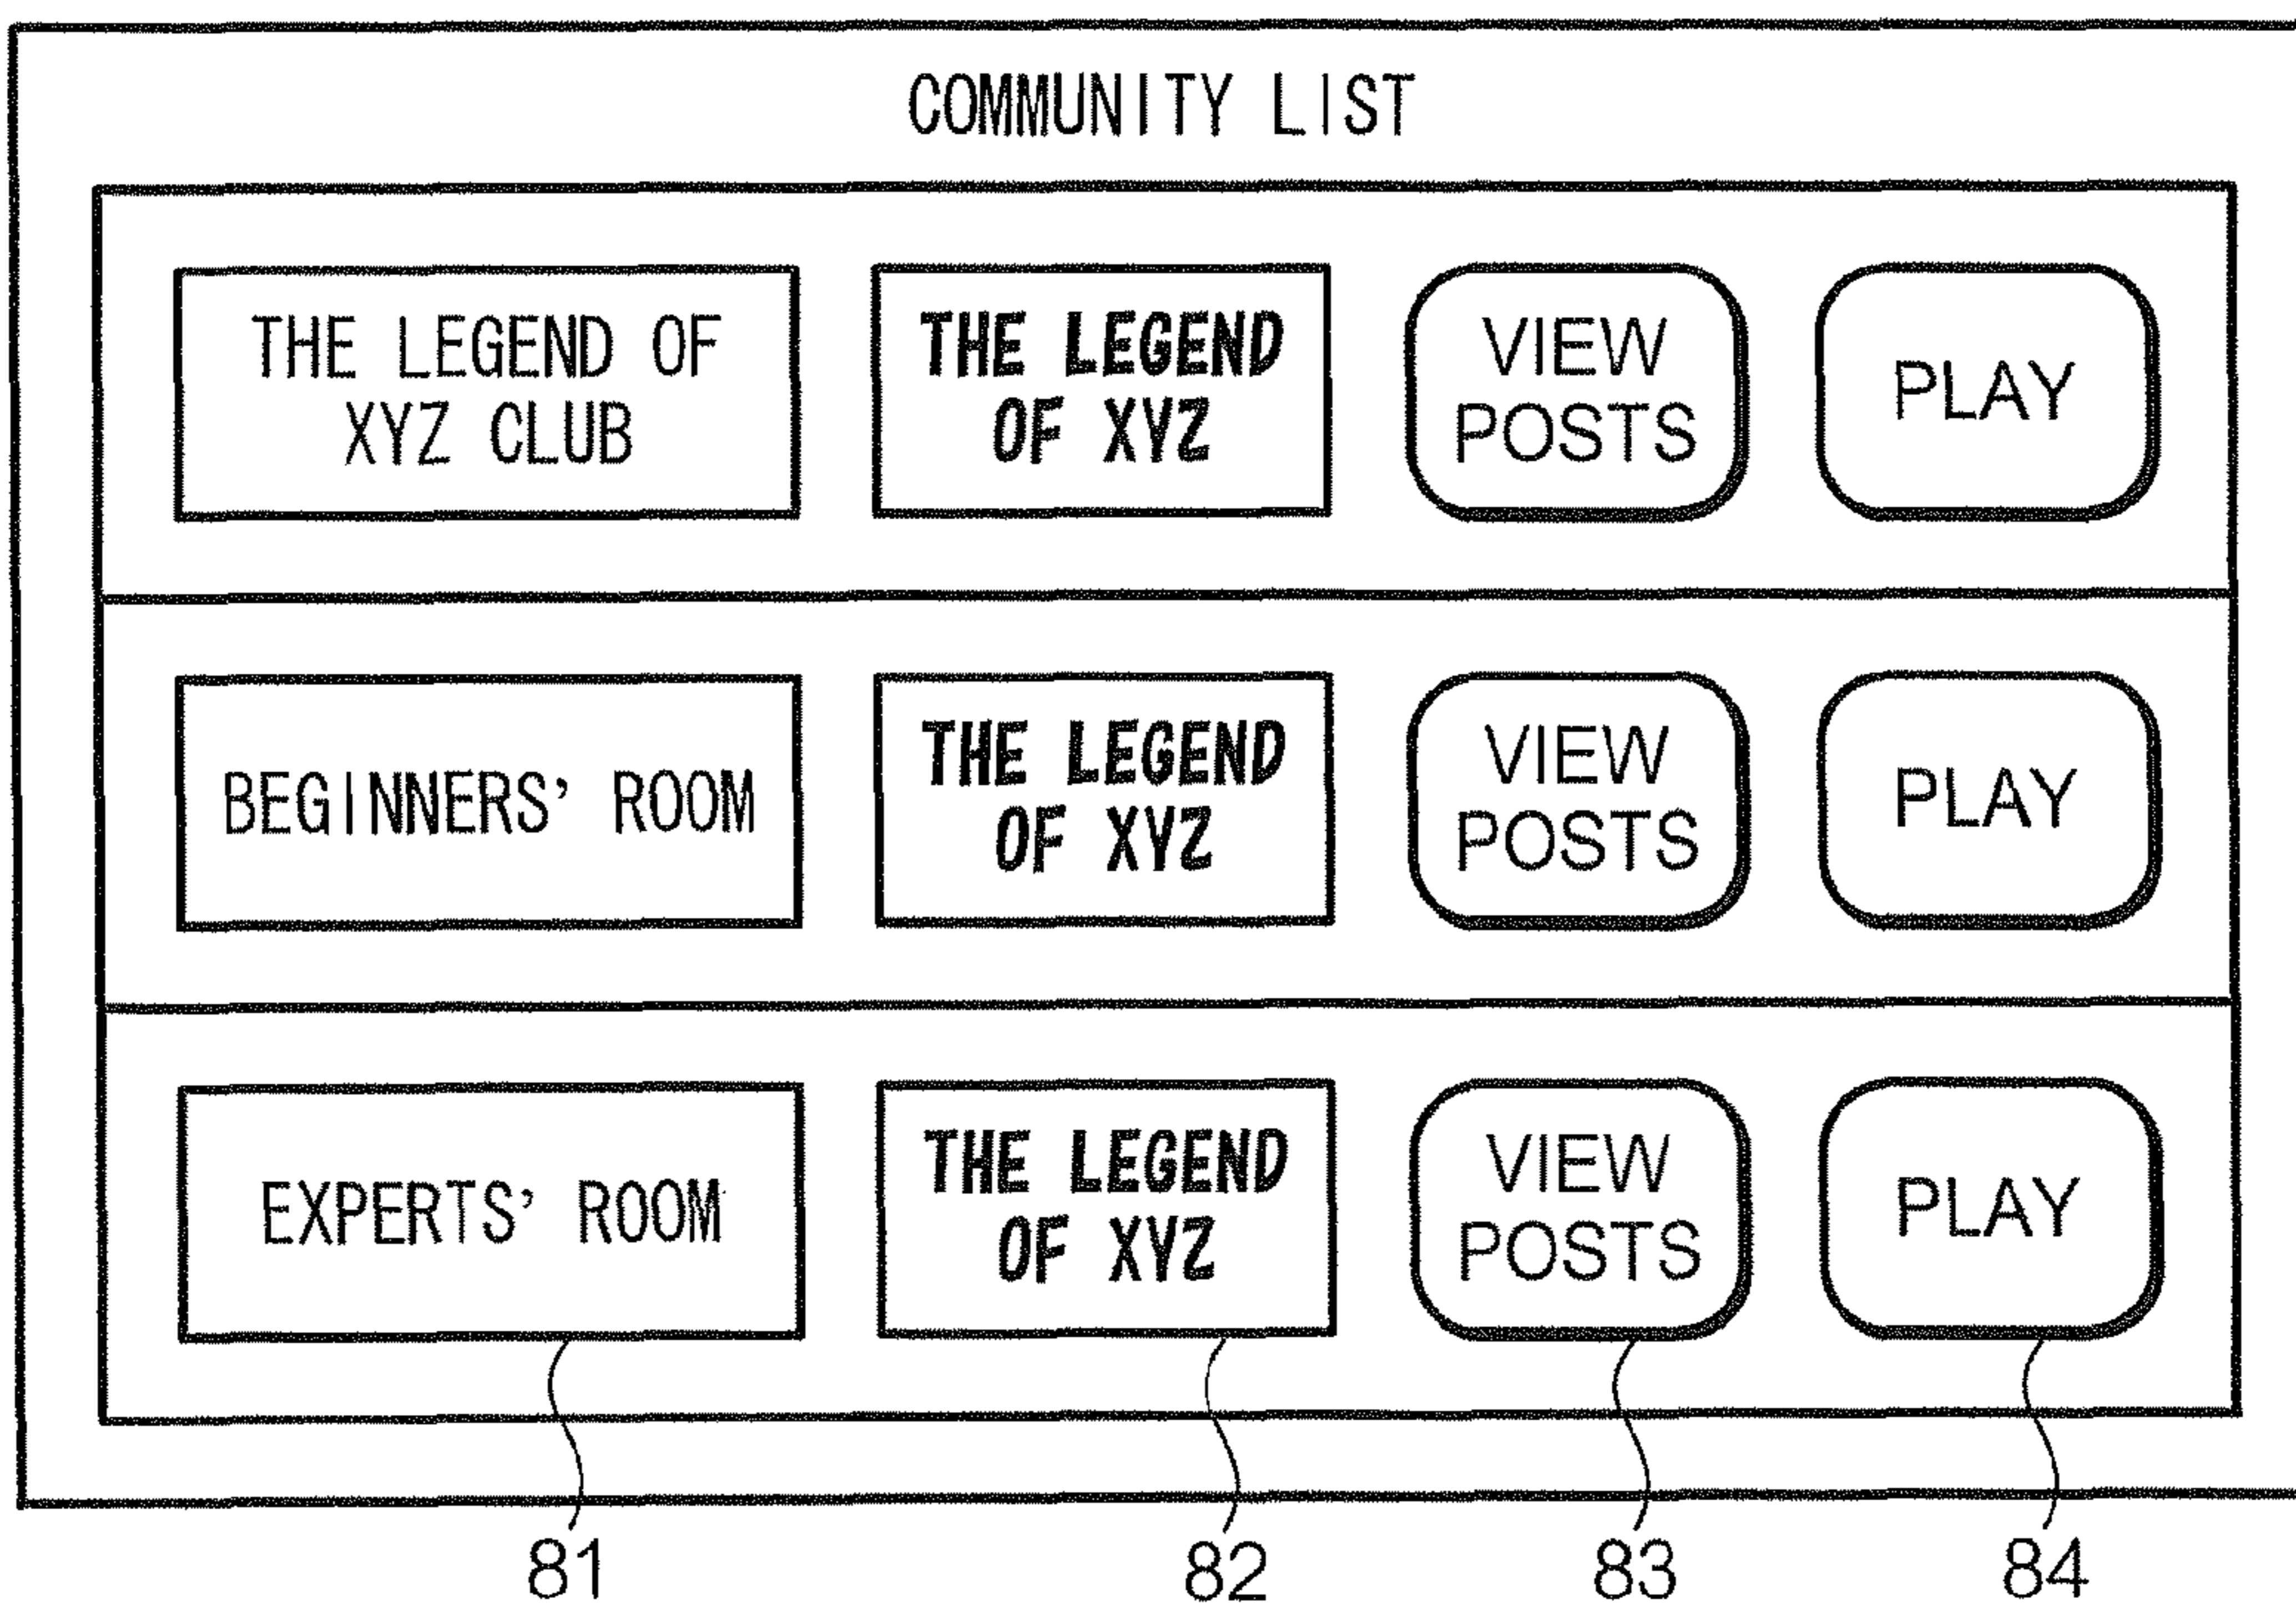 COMMUNITY LIST
THE LEGEND OF
XYZ CLUB
THE LEGEND
OF XYZ
VIEW
POSTS
PLAY
BEGINNERS' ROOM
THE LEGEND
OF XYZ
VIEW
POSTS
PLAY
EXPERTS' ROOM
THE LEGEND
OF XYZ
VIEW
POSTS
PLAY
81
82
83
84